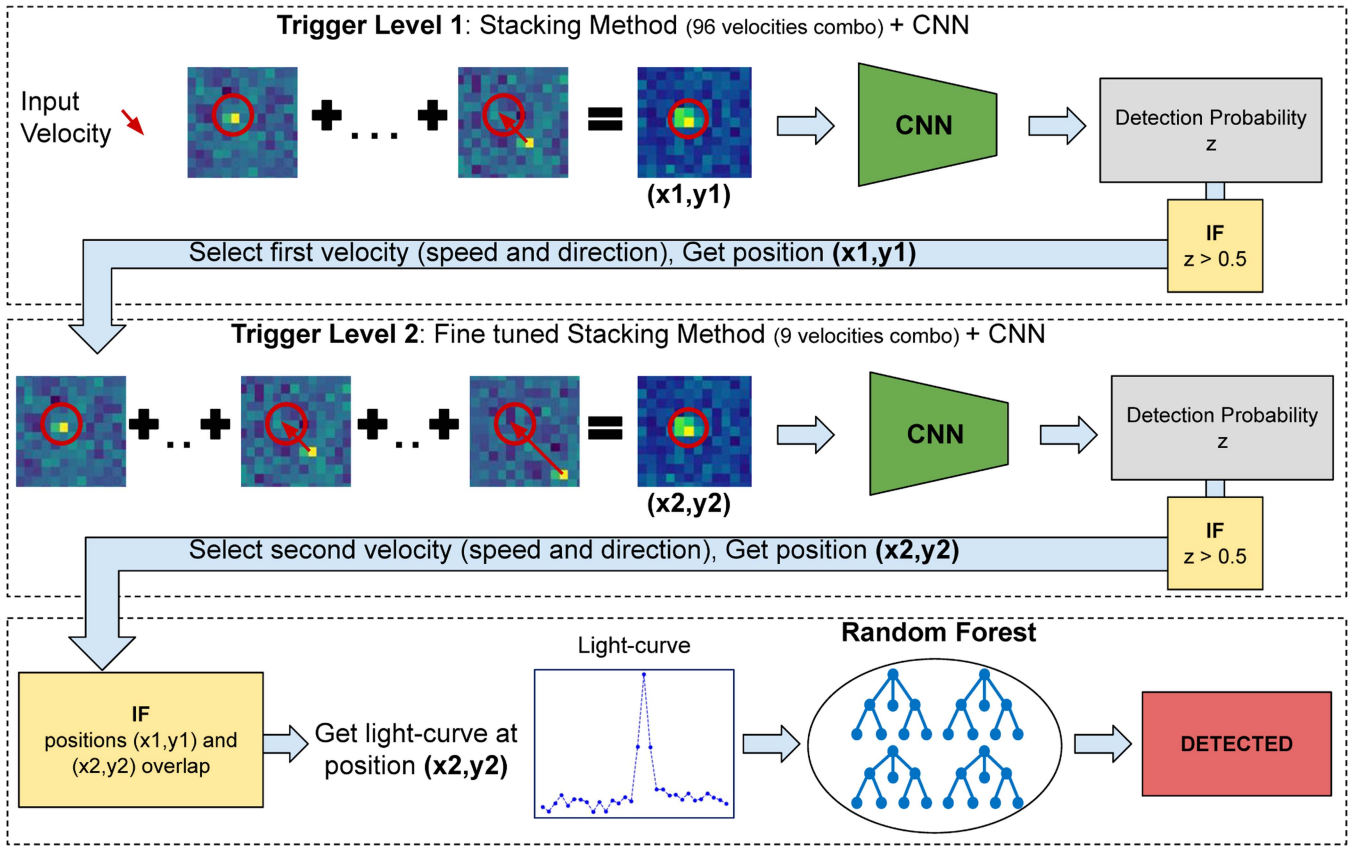 Trigger Level 1: Stacking Method (96 velocities combo) + CNN
Input
Velocity
. . .
(x1,y1)
CNN
Detection Probability
z
IF
z > 0.5
Select first velocity (speed and direction), Get position (x1,y1)
Trigger Level 2: Fine tuned Stacking Method (9 velocities combo) + CNN
. .
. .
(x2,y2)
CNN
Detection Probability
z
IF
z > 0.5
Select second velocity (speed and direction), Get position (x2,y2)
IF
positions (x1,y1) and
(x2,y2) overlap
Get light-curve at
position (x2,y2)
Light-curve
Random Forest
DETECTED